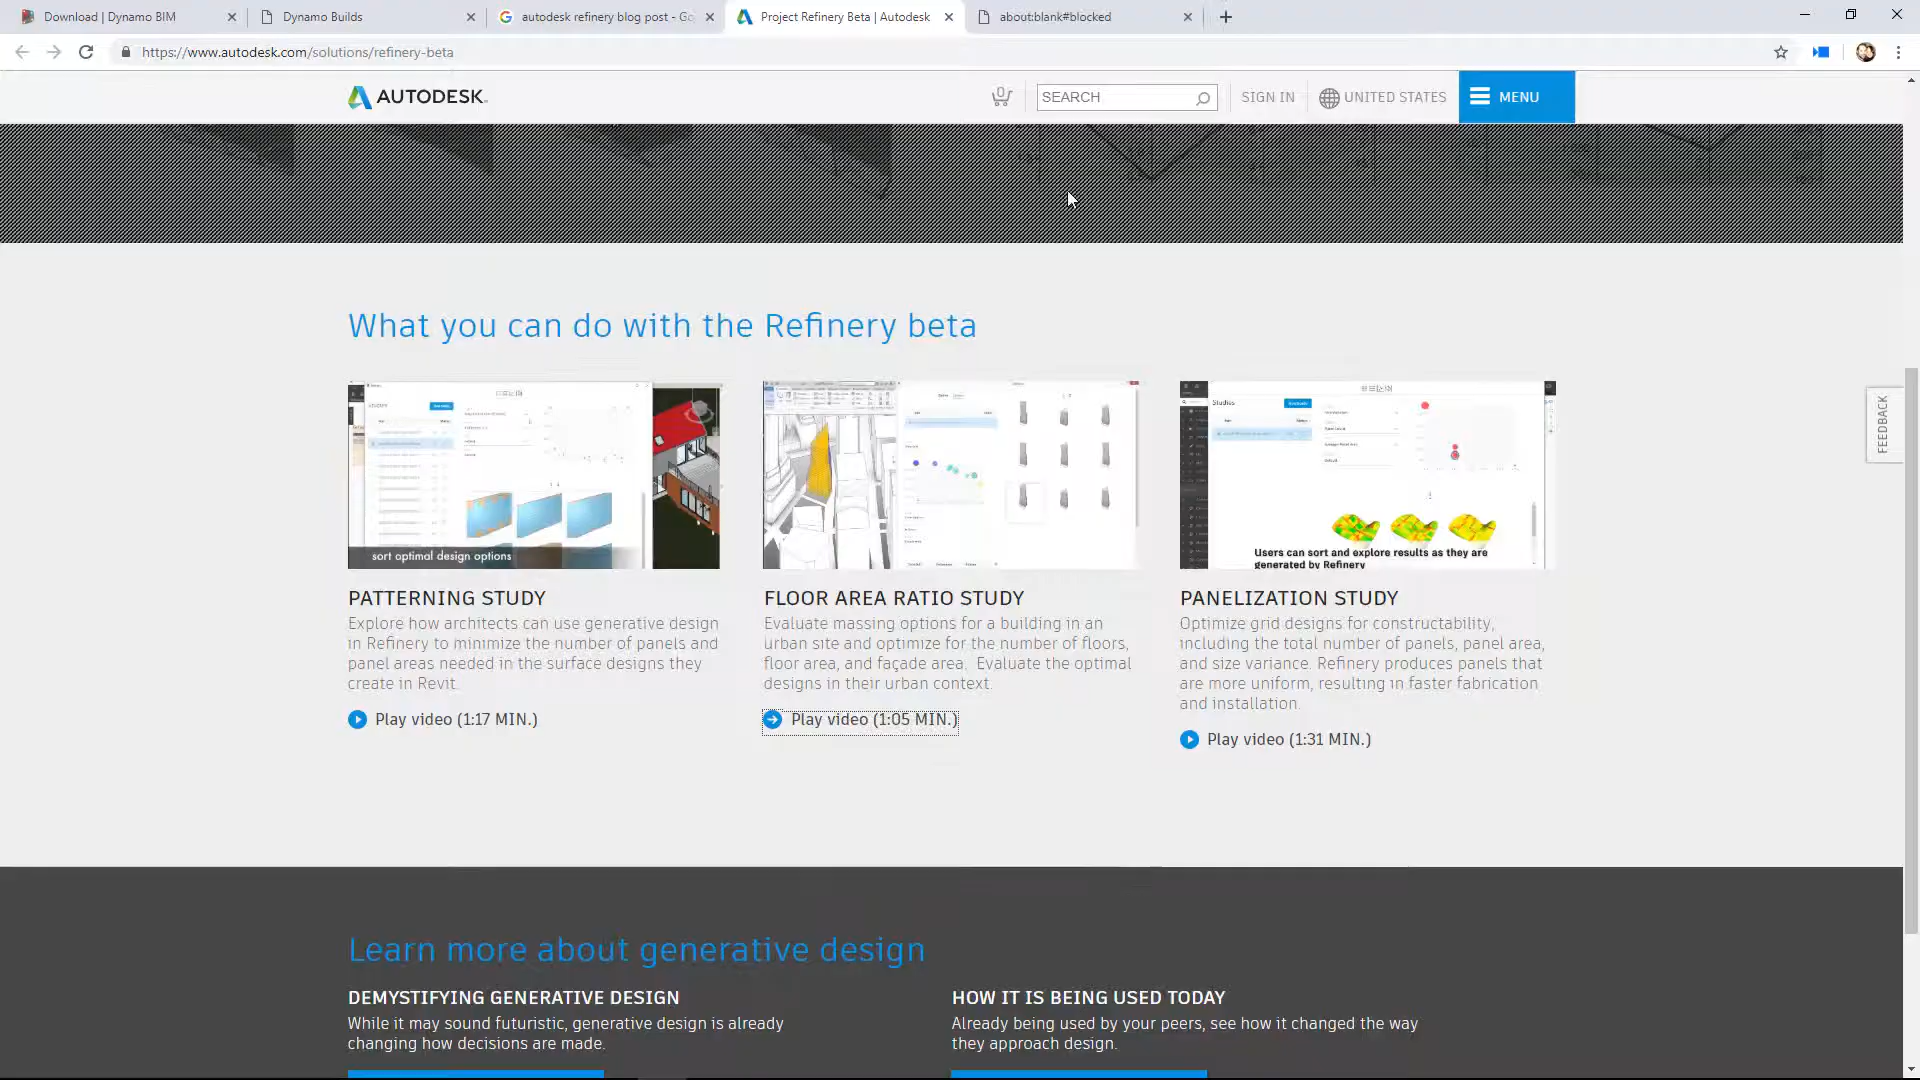 Download | Dynamo BIM
Dynamo Builds
autodesk refinery blog post - Go
Project Refinery Beta | Autodesk
about:blank#blocked
https://www.autodesk.com/solutions/refinery-beta
AUTODESK.
0
SEARCH
SIGN IN
UNITED STATES
MENU
FEEDBACK
What you can do with the Refinery beta
sort optimal design options
Studies
Users can sort and explore results as they are
generated by Refinery
PATTERNING STUDY
Explore how architects can use generative design
in Refinery to minimize the number of panels and
panel areas needed in the surface designs they
create in Revit.
Play video (1:17 MIN.)
FLOOR AREA RATIO STUDY
Evaluate massing options for a building in an
urban site and optimize for the number of floors,
floor area, and façade area.  Evaluate the optimal
designs in their urban context.
Play video (1:05 MIN.)
PANELIZATION STUDY
Optimize grid designs for constructability,
including the total number of panels, panel area,
and size variance. Refinery produces panels that
are more uniform, resulting in faster fabrication
and installation.
Play video (1:31 MIN.)
Learn more about generative design
DEMYSTIFYING GENERATIVE DESIGN
While it may sound futuristic, generative design is already
changing how decisions are made.
HOW IT IS BEING USED TODAY
Already being used by your peers, see how it changed the way
they approach design.